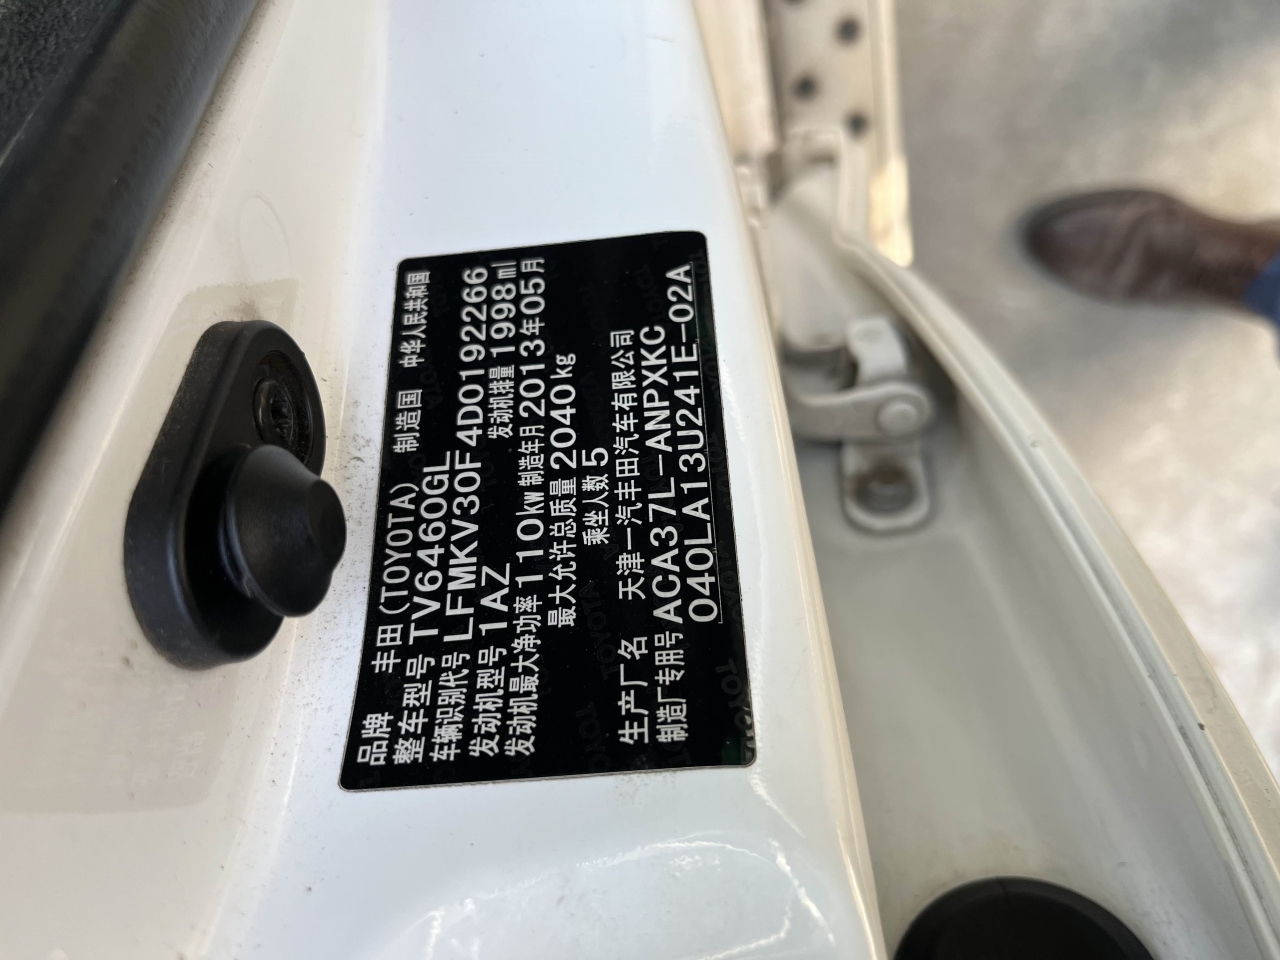 品牌 丰田(TOYOTA) 制造国 中华人民共和国
整车型号 TV6460GL
车辆识别代号 LFMKV30F4D0192266
发动机型号 1AZ 发动机排量 1998ml
发动机最大净功率 110kW 制造年月 2013年05月
最大允许总质量 2040kg
乘坐人数 5
生产厂名 天津一汽丰田汽车有限公司
制造厂专用号 ACA37L-ANPXKC
040LA13U241E-02A